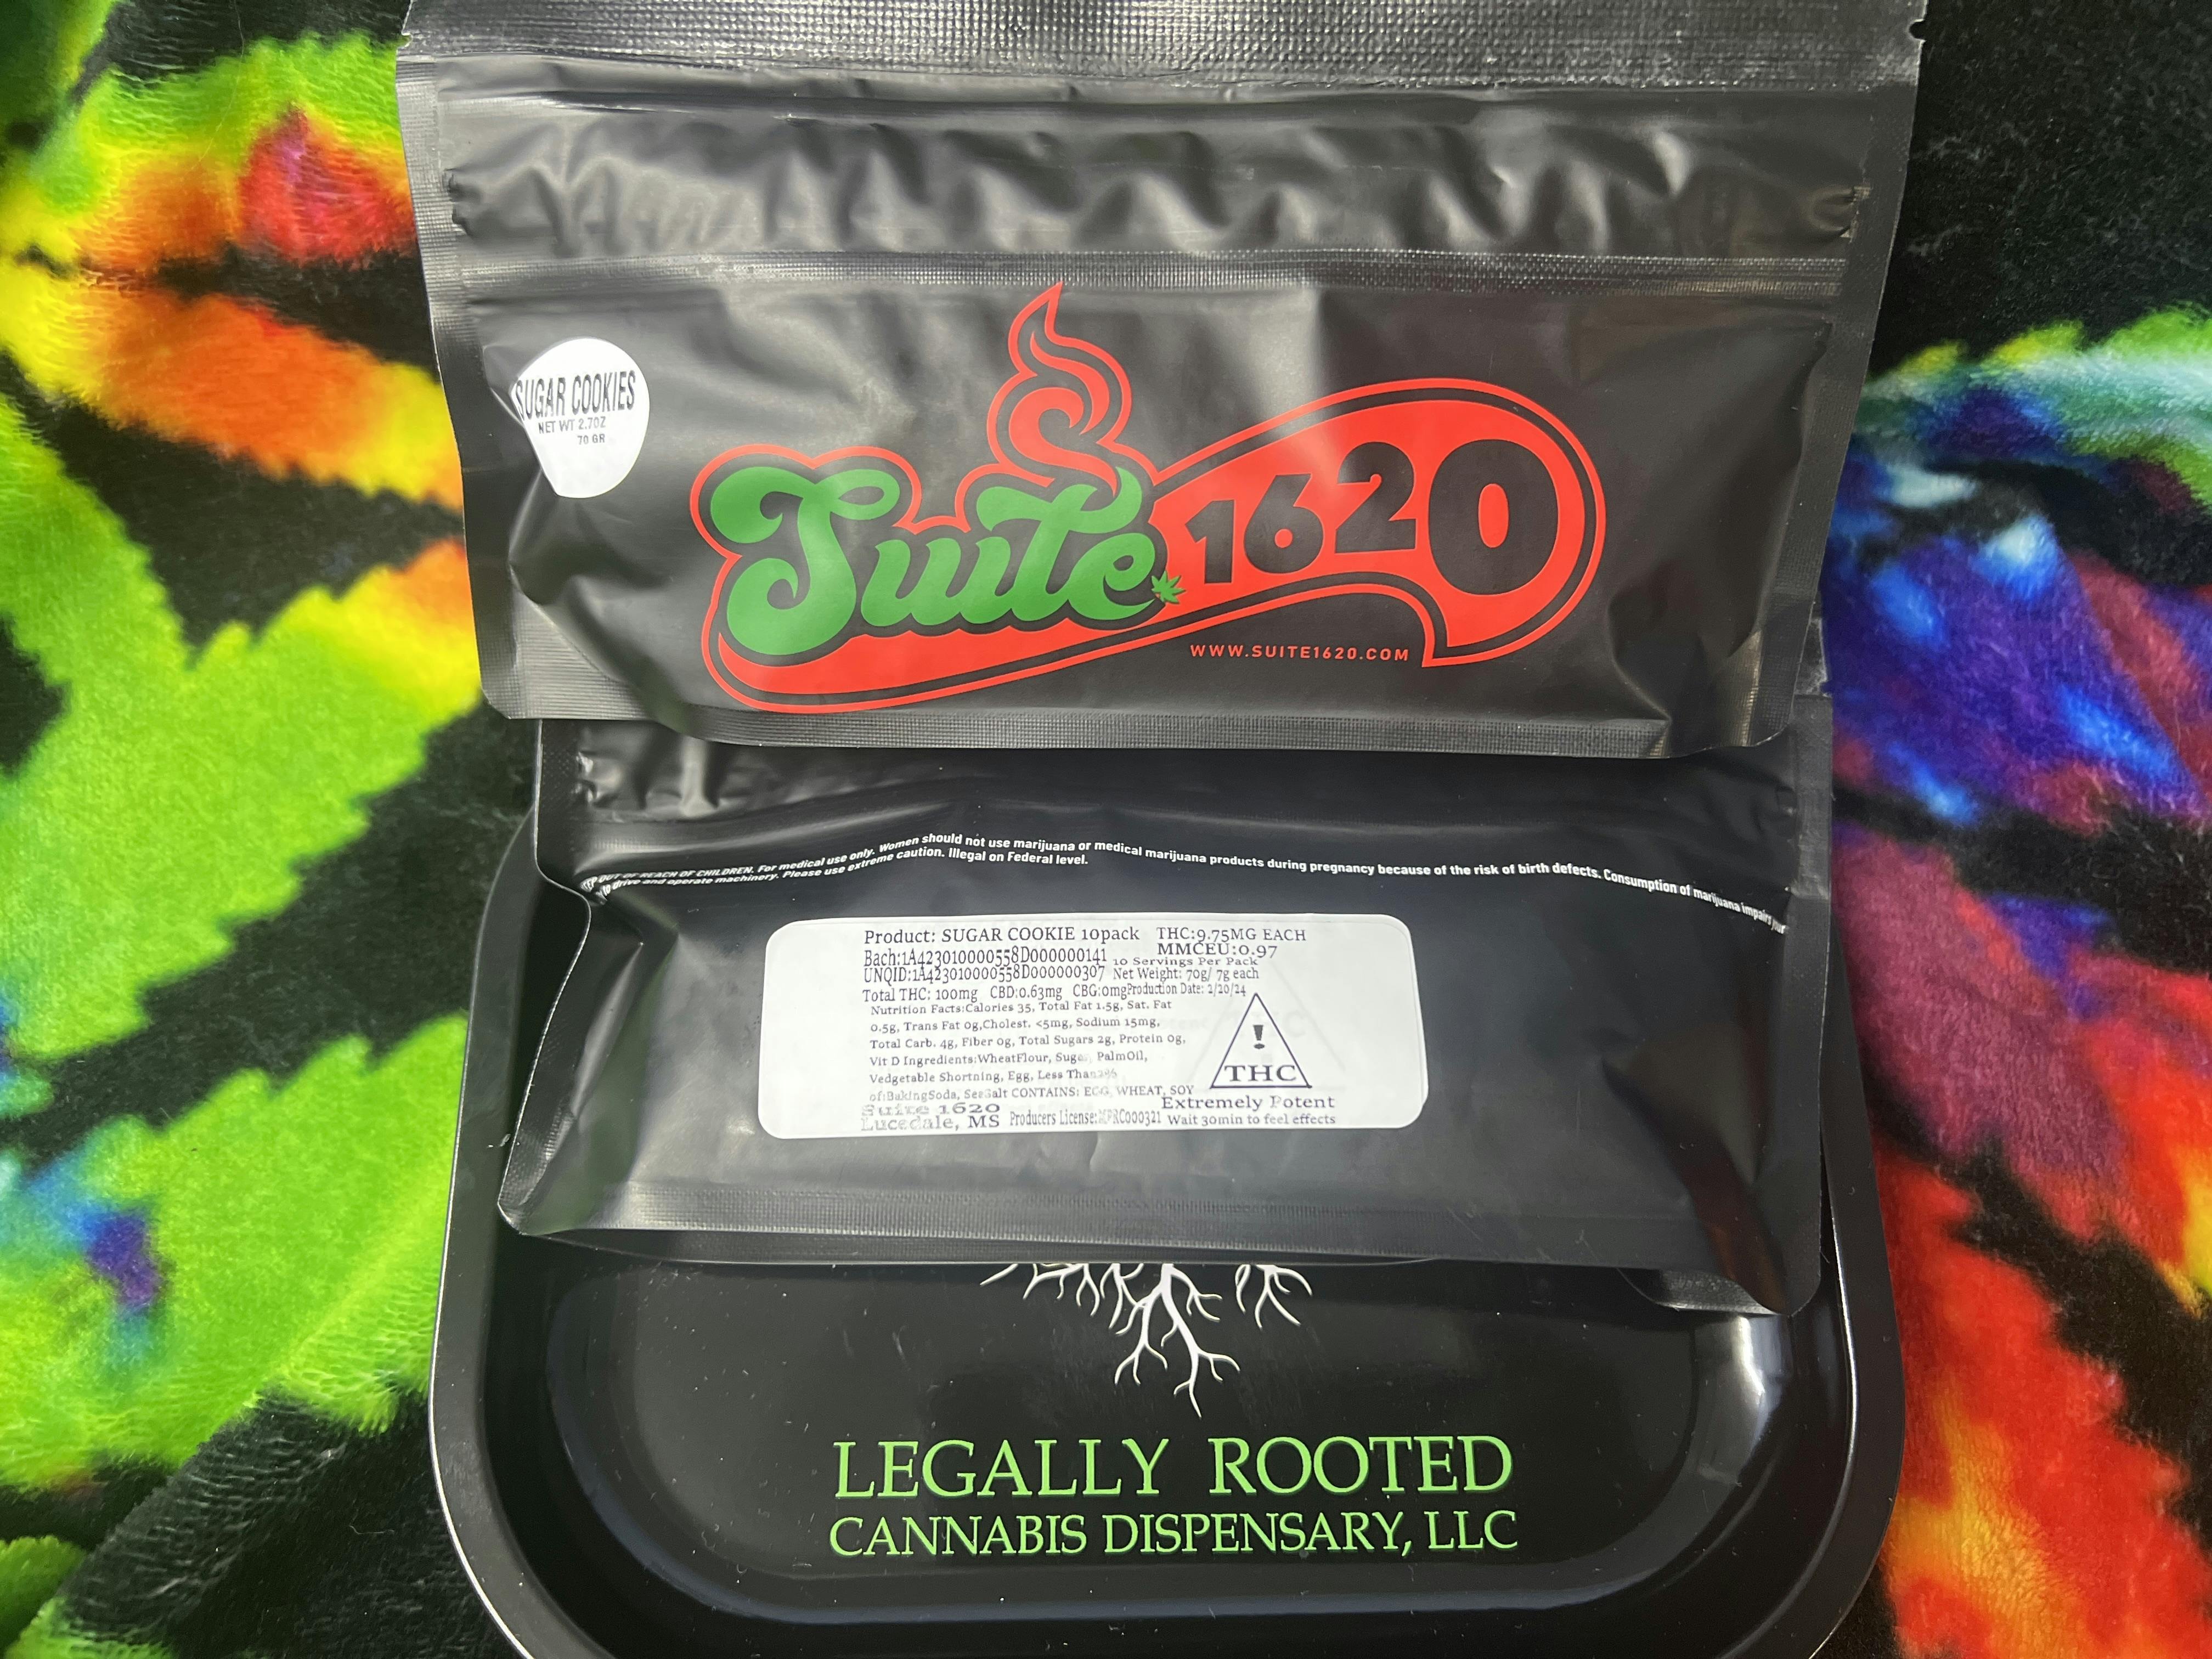 SUGAR COOKIES
NET WT 2.7OZ
70 GR
Suite 1620
WWW.SUITE1620.COM
OUT OF REACH OF CHILDREN. For medical use only. Women should not use marijuana or medical marijuana products during pregnancy because of the risk of birth defects. Consumption of marijuana impairs your
to drive and operate machinery. Please use extreme caution. Illegal on Federal level.
Product: SUGAR COOKIE 10pack THC:9.75MG EACH
Bach:1A423010000558D000000141 MMCEU:0.97
10 Servings Per Pack
UNQID:1A423010000558D000000307 Net Weight: 70g/ 7g each
Total THC: 100mg CBD:0.63mg CBG:0mgProduction Date: 2/20/24
Nutrition Facts:Calories 35, Total Fat 1.5g, Sat. Fat
0.5g, Trans Fat 0g,Cholest. <5mg, Sodium 15mg,
Total Carb. 4g, Fiber 0g, Total Sugars 2g, Protein 0g,
Vit D Ingredients:WheatFlour, Sugar, PalmOil,
Vedgetable Shortning, Egg, Less Than 2%
of:BakingSoda, SeaSalt CONTAINS: EGG, WHEAT, SOY
!
THC
Extremely Potent
Suite 1620
Lucedale, MS Producers License: Wait 30min to feel effects
LEGALLY ROOTED
CANNABIS DISPENSARY, LLC